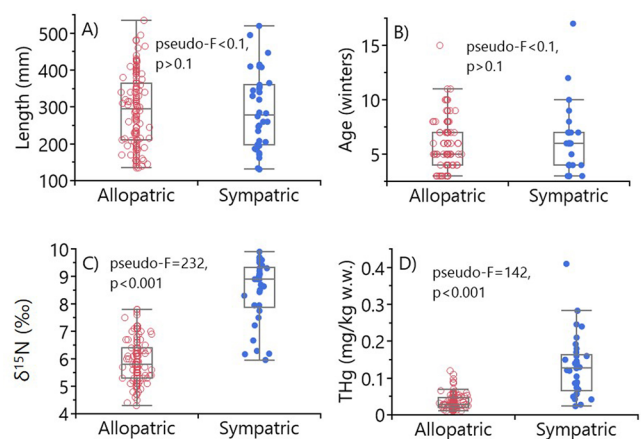 A)
pseudo-F<0.1,
p>0.1
Length (mm)
500
400
300
200
100
Allopatric
Sympatric
B)
pseudo-F<0.1,
p>0.1
Age (winters)
15
10
5
Allopatric
Sympatric
C)
pseudo-F=232,
p<0.001
δ¹⁵N (‰)
10
9
8
7
6
5
4
Allopatric
Sympatric
D)
pseudo-F=142,
p<0.001
THg (mg/kg w.w.)
0.4
0.3
0.2
0.1
0
Allopatric
Sympatric